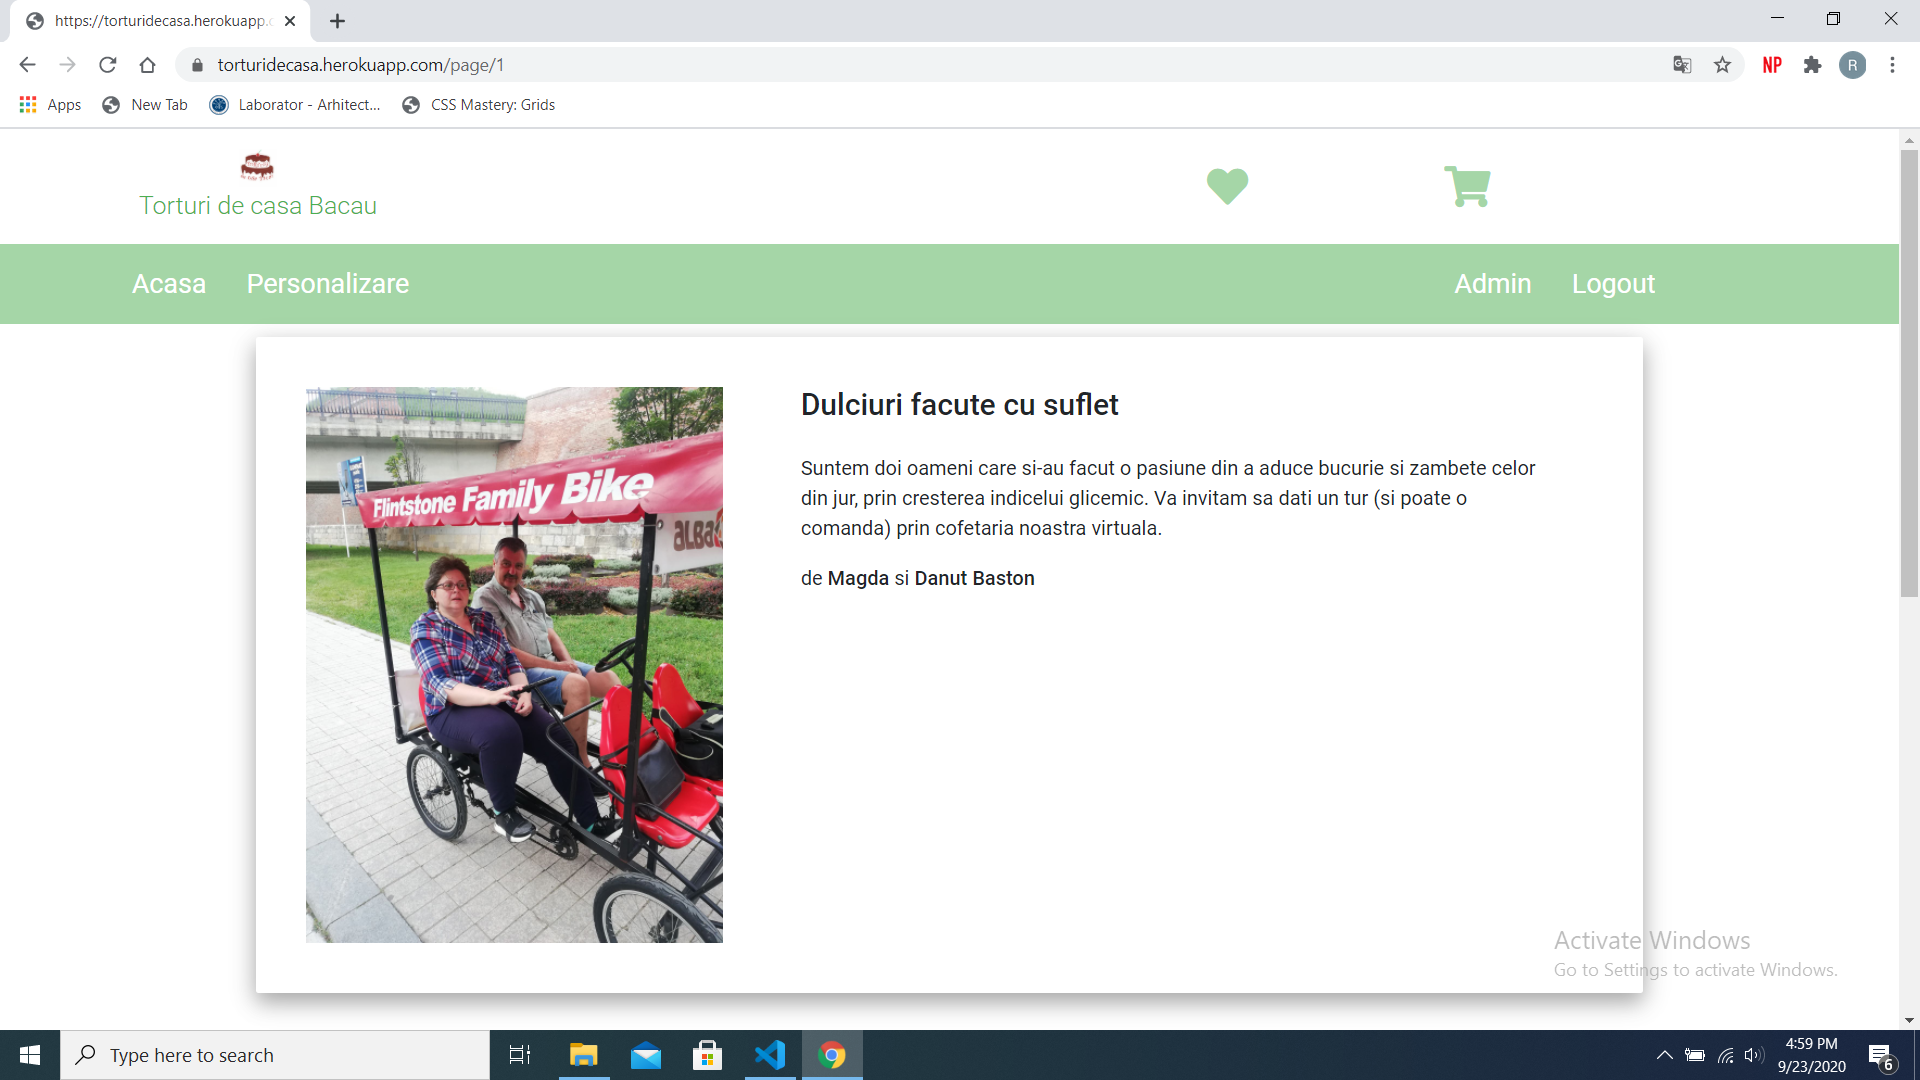 https://torturidecasa.herokuapp.c
torturidecasa.herokuapp.com/page/1
NP
R
Apps
New Tab
Laborator - Arhitect...
CSS Mastery: Grids
Torturi de casa Bacau
Acasa
Personalizare
Admin
Logout
Flintstone Family Bike
Dulciuri facute cu suflet
Suntem doi oameni care si-au facut o pasiune din a aduce bucurie si zambete celor
din jur, prin cresterea indicelui glicemic. Va invitam sa dati un tur (si poate o
comanda) prin cofetaria noastra virtuala.
de Magda si Danut Baston
Activate Windows
Go to Settings to activate Windows.
Type here to search
4:59 PM
9/23/2020
6